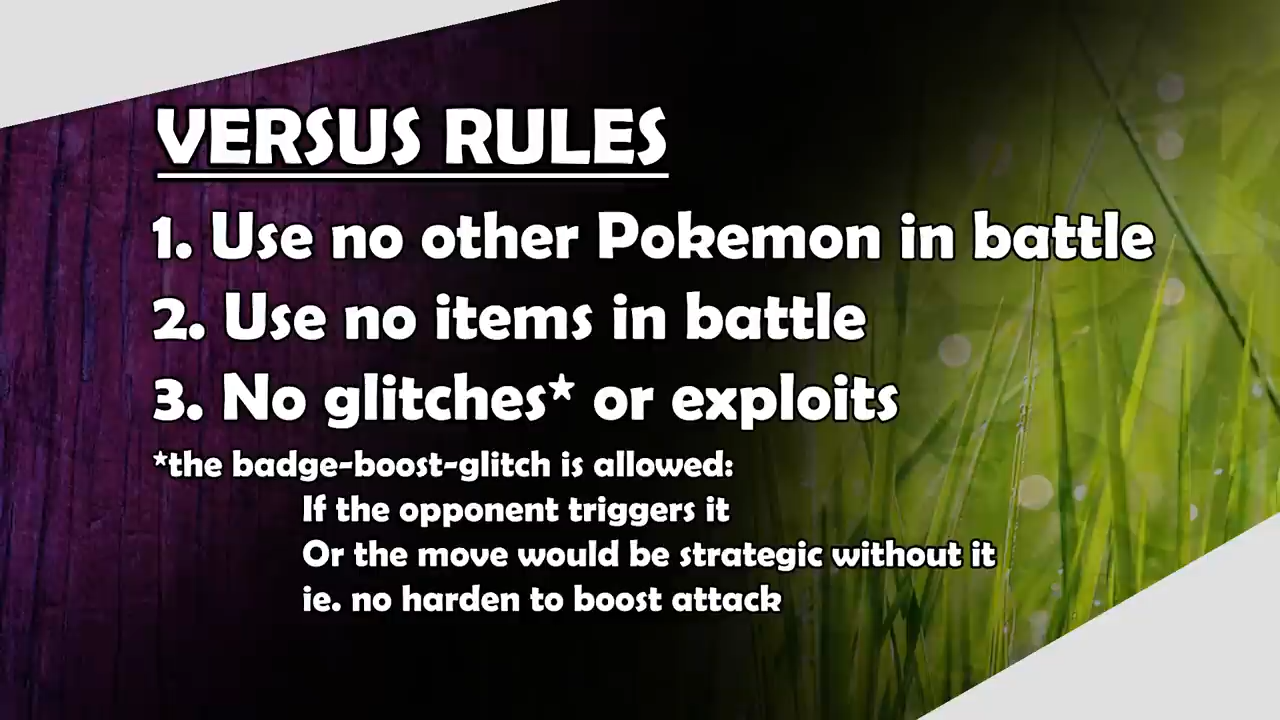 VERSUS RULES
1. Use no other Pokemon in battle
2. Use no items in battle
3. No glitches* or exploits
*the badge-boost-glitch is allowed:
If the opponent triggers it
Or the move would be strategic without it
ie. no harden to boost attack